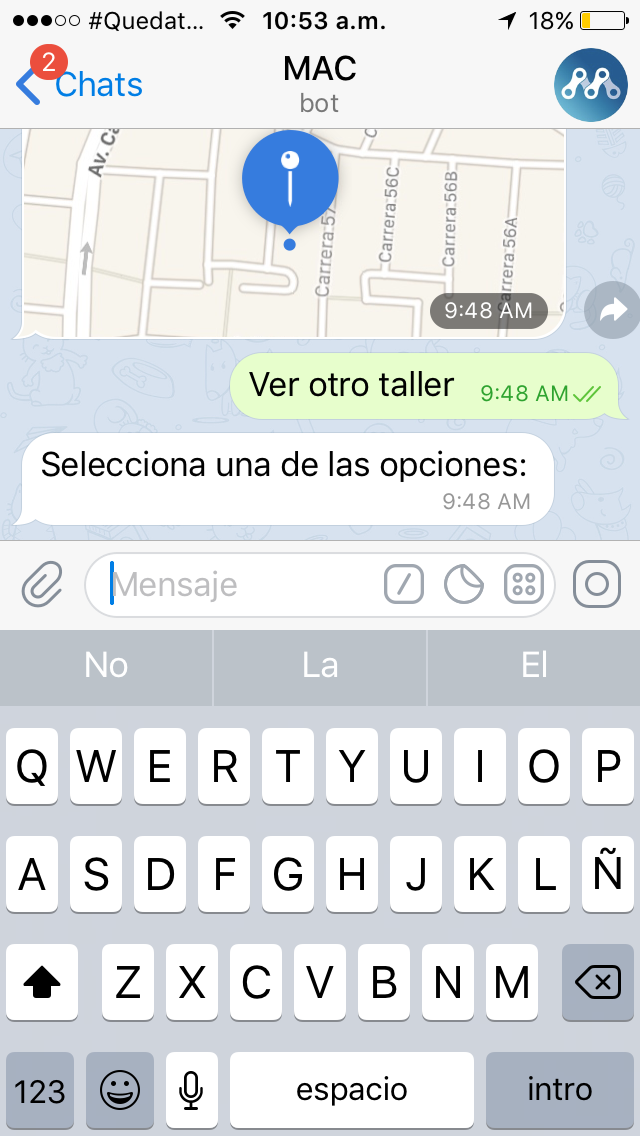 #Quedat... 10:53 a.m. 18%
2
Chats
MAC
bot
Av. Ca
Carrera 57
Carrera 56C
Carrera 56B
Carrera 56A
9:48 AM
Ver otro taller 9:48 AM
Selecciona una de las opciones:
9:48 AM
Mensaje
No La El
Q W E R T Y U I O P
A S D F G H J K L Ñ
Z X C V B N M
123 espacio intro